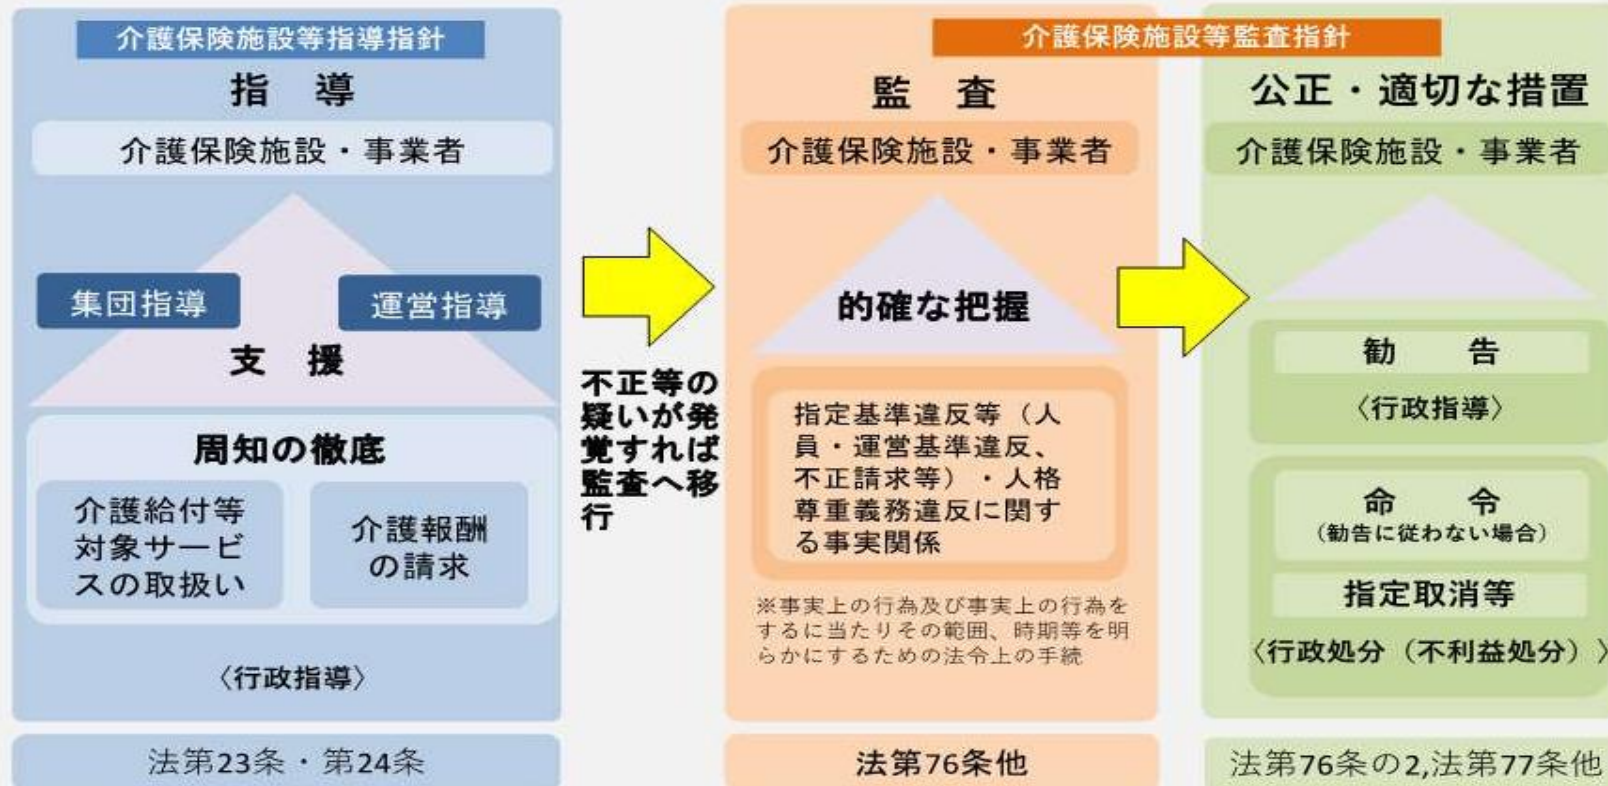 介護保険施設等指導指針
指　導
介護保険施設・事業者
集団指導
運営指導
支　援
周知の徹底
介護給付等
対象サービ
スの取扱い
介護報酬
の請求
〈行政指導〉
法第23条・第24条
不正等の
疑いが発
覚すれば
監査へ移
行
介護保険施設等監査指針
監　査
介護保険施設・事業者
的確な把握
指定基準違反等（人
員・運営基準違反、
不正請求等）・人格
尊重義務違反に関す
る事実関係
※事実上の行為及び事実上の行為を
するに当たりその範囲、時期等を明
らかにするための法令上の手続
法第76条他
公正・適切な措置
介護保険施設・事業者
勧　告
〈行政指導〉
命　令
(勧告に従わない場合)
指定取消等
〈行政処分（不利益処分）〉
法第76条の2,法第77条他